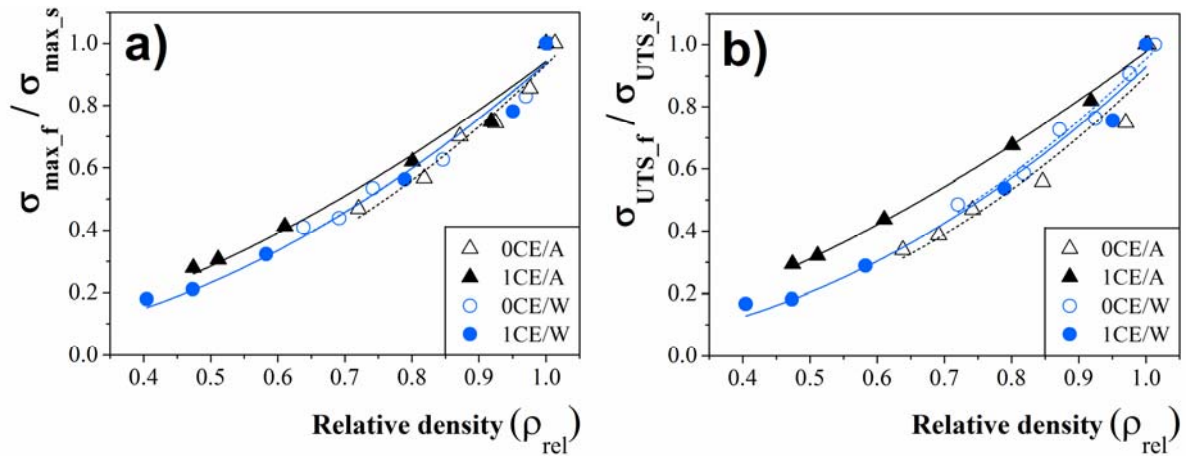 a)
σmax_f / σmax_s
1.0
0.8
0.6
0.4
0.2
0.0
0CE/A
1CE/A
0CE/W
1CE/W
0.4 0.5 0.6 0.7 0.8 0.9 1.0
Relative density (ρrel)
b)
σUTS_f / σUTS_s
1.0
0.8
0.6
0.4
0.2
0.0
0CE/A
1CE/A
0CE/W
1CE/W
0.4 0.5 0.6 0.7 0.8 0.9 1.0
Relative density (ρrel)